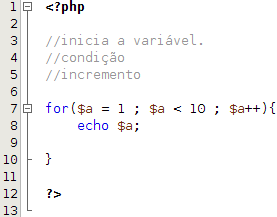 1 <?php
2
3 //inicia a variável.
4 //condição
5 //incremento
6
7 for($a = 1 ; $a < 10 ; $a++){
8 echo $a;
9
10 }
11
12 ?>
13